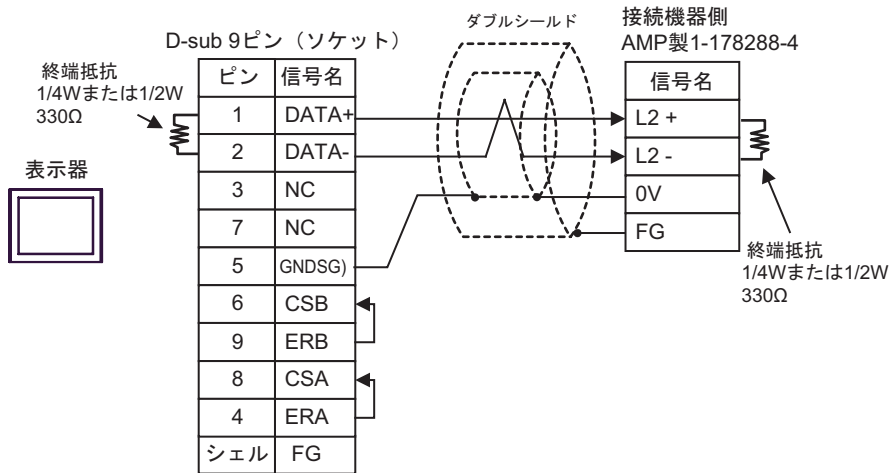 ダブルシールド
接続機器側
AMP製1-178288-4
D-sub 9ピン（ソケット）
終端抵抗
1/4Wまたは1/2W
330Ω
表示器
ピン 信号名
1 DATA+
2 DATA-
3 NC
7 NC
5 GNDSG)
6 CSB
9 ERB
8 CSA
4 ERA
シェル FG
信号名
L2 +
L2 -
0V
FG
終端抵抗
1/4Wまたは1/2W
330Ω